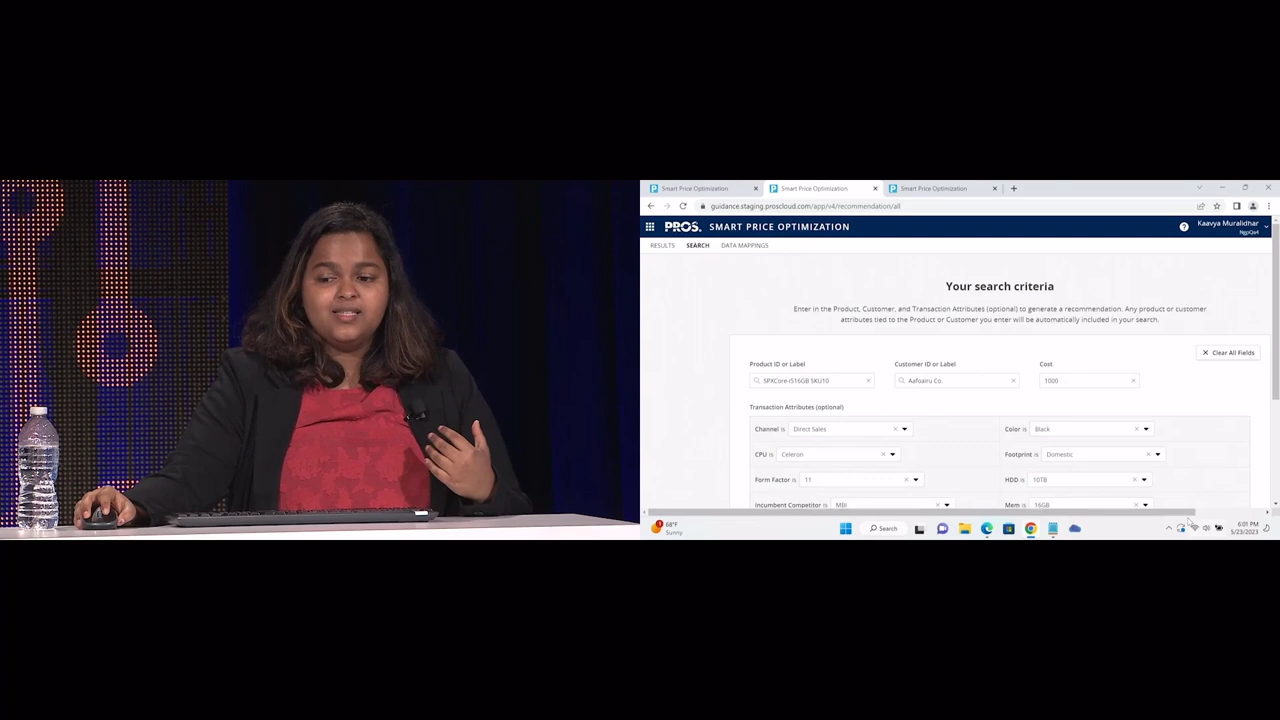 Smart Price Optimization
Smart Price Optimization
Smart Price Optimization
guidance.staging.proscloud.com/app/v4/recommendation/all
PROS. SMART PRICE OPTIMIZATION
Kaavya Muralidhar
RESULTS SEARCH DATA MAPPINGS
Your search criteria
Enter in the Product, Customer, and Transaction Attributes (optional) to generate a recommendation. Any product or customer
attributes tied to the Product or Customer you enter will be automatically included in your search.
Clear All Fields
Product ID or Label Customer ID or Label Cost
SPXCore-i516GB SKU10 Aafoairu Co. 1000
Transaction Attributes (optional)
Channel is Direct Sales Color is Black
CPU is Celeron Footprint is Domestic
Form Factor is 11 HDD is 10TB
Incumbent Competitor is MBI Mem is 16GB
68°F
Sunny
Search
6:01 PM
5/23/2023